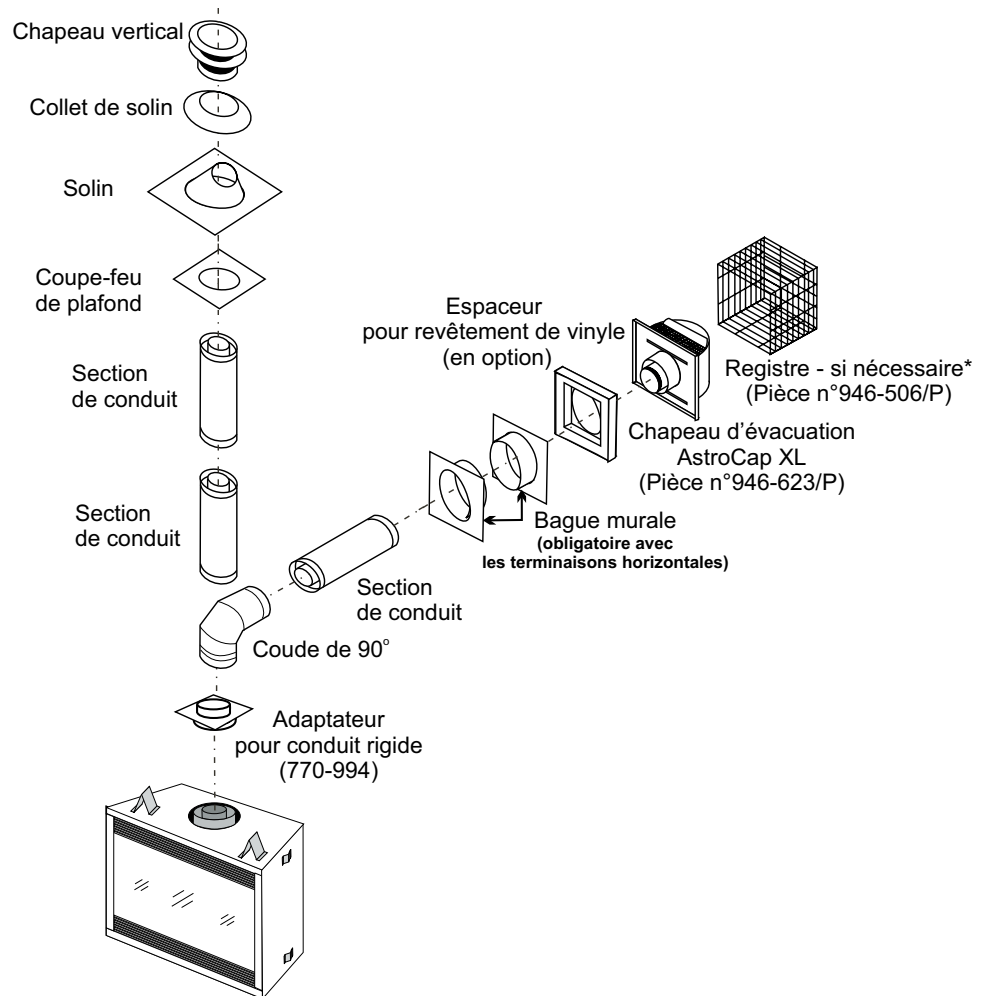 Chapeau vertical
Collet de solin
Solin
Coupe-feu
de plafond
Section
de conduit
Section
de conduit
Espaceur
pour revêtement de vinyle
(en option)
Registre - si nécessaire*
(Pièce n°946-506/P)
Chapeau d'évacuation
AstroCap XL
(Pièce n°946-623/P)
Bague murale
(obligatoire avec
les terminaisons horizontales)
Section
de conduit
Coude de 90°
Adaptateur
pour conduit rigide
(770-994)